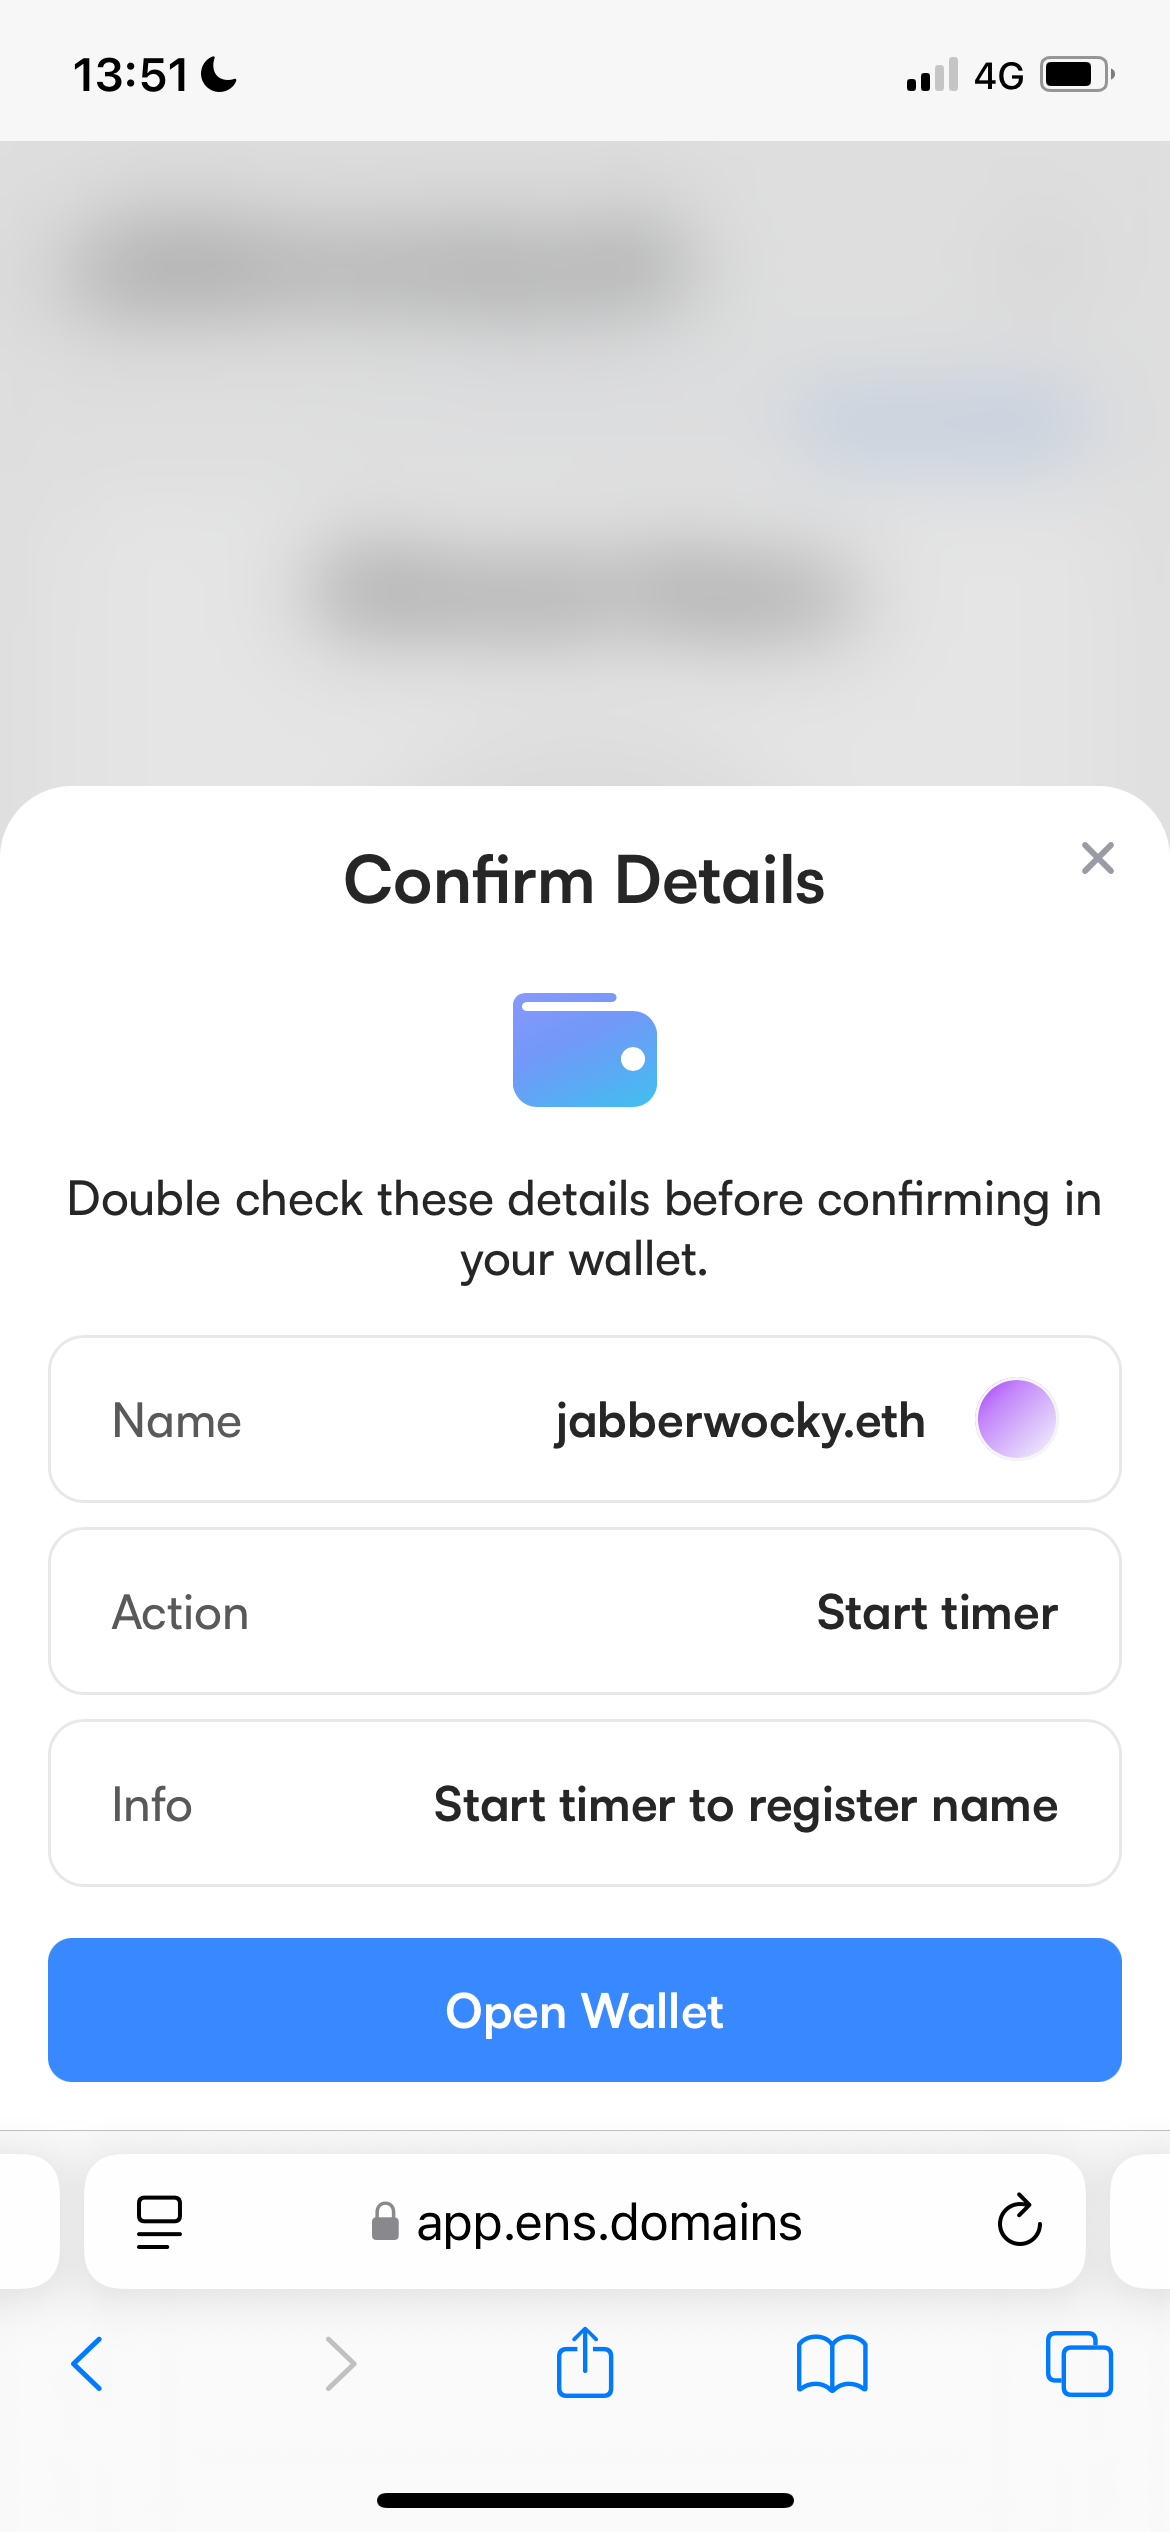 13:51
4G
Confirm Details
Double check these details before confirming in
your wallet.
Name jabberwocky.eth
Action Start timer
Info Start timer to register name
Open Wallet
app.ens.domains